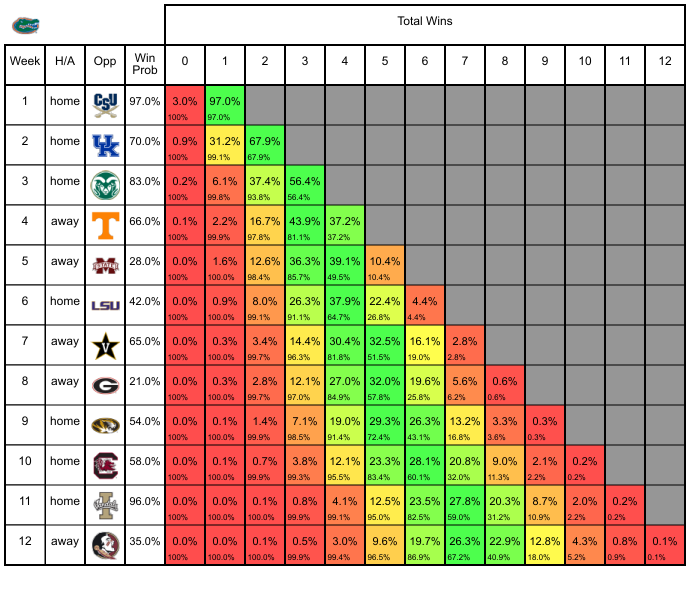 Total Wins
Week H/A Opp Win Prob 0 1 2 3 4 5 6 7 8 9 10 11 12
1 home CSU 97.0% 3.0% 97.0%
100% 97.0%
2 home UK 70.0% 0.9% 31.2% 67.9%
100% 99.1% 67.9%
3 home 83.0% 0.2% 6.1% 37.4% 56.4%
100% 99.8% 93.8% 56.4%
4 away T 66.0% 0.1% 2.2% 16.7% 43.9% 37.2%
100% 99.9% 97.8% 81.1% 37.2%
5 away STATE 28.0% 0.0% 1.6% 12.6% 36.3% 39.1% 10.4%
100% 100.0% 98.4% 85.7% 49.5% 10.4%
6 home LSU 42.0% 0.0% 0.9% 8.0% 26.3% 37.9% 22.4% 4.4%
100% 100.0% 99.1% 91.1% 64.7% 26.8% 4.4%
7 away V 65.0% 0.0% 0.3% 3.4% 14.4% 30.4% 32.5% 16.1% 2.8%
100% 100.0% 99.7% 96.3% 81.8% 51.5% 19.0% 2.8%
8 away G 21.0% 0.0% 0.3% 2.8% 12.1% 27.0% 32.0% 19.6% 5.6% 0.6%
100% 100.0% 99.7% 97.0% 84.9% 57.8% 25.8% 6.2% 0.6%
9 home 54.0% 0.0% 0.1% 1.4% 7.1% 19.0% 29.3% 26.3% 13.2% 3.3% 0.3%
100% 100.0% 99.9% 98.5% 91.4% 72.4% 43.1% 16.8% 3.6% 0.3%
10 home C 58.0% 0.0% 0.1% 0.7% 3.8% 12.1% 23.3% 28.1% 20.8% 9.0% 2.1% 0.2%
100% 100.0% 99.9% 99.3% 95.5% 83.4% 60.1% 32.0% 11.3% 2.2% 0.2%
11 home I 96.0% 0.0% 0.0% 0.1% 0.8% 4.1% 12.5% 23.5% 27.8% 20.3% 8.7% 2.0% 0.2%
100% 100.0% 100.0% 99.9% 99.1% 95.0% 82.5% 59.0% 31.2% 10.9% 2.2% 0.2%
12 away 35.0% 0.0% 0.0% 0.1% 0.5% 3.0% 9.6% 19.7% 26.3% 22.9% 12.8% 4.3% 0.8% 0.1%
100% 100.0% 100.0% 99.9% 99.4% 96.5% 86.9% 67.2% 40.9% 18.0% 5.2% 0.9% 0.1%